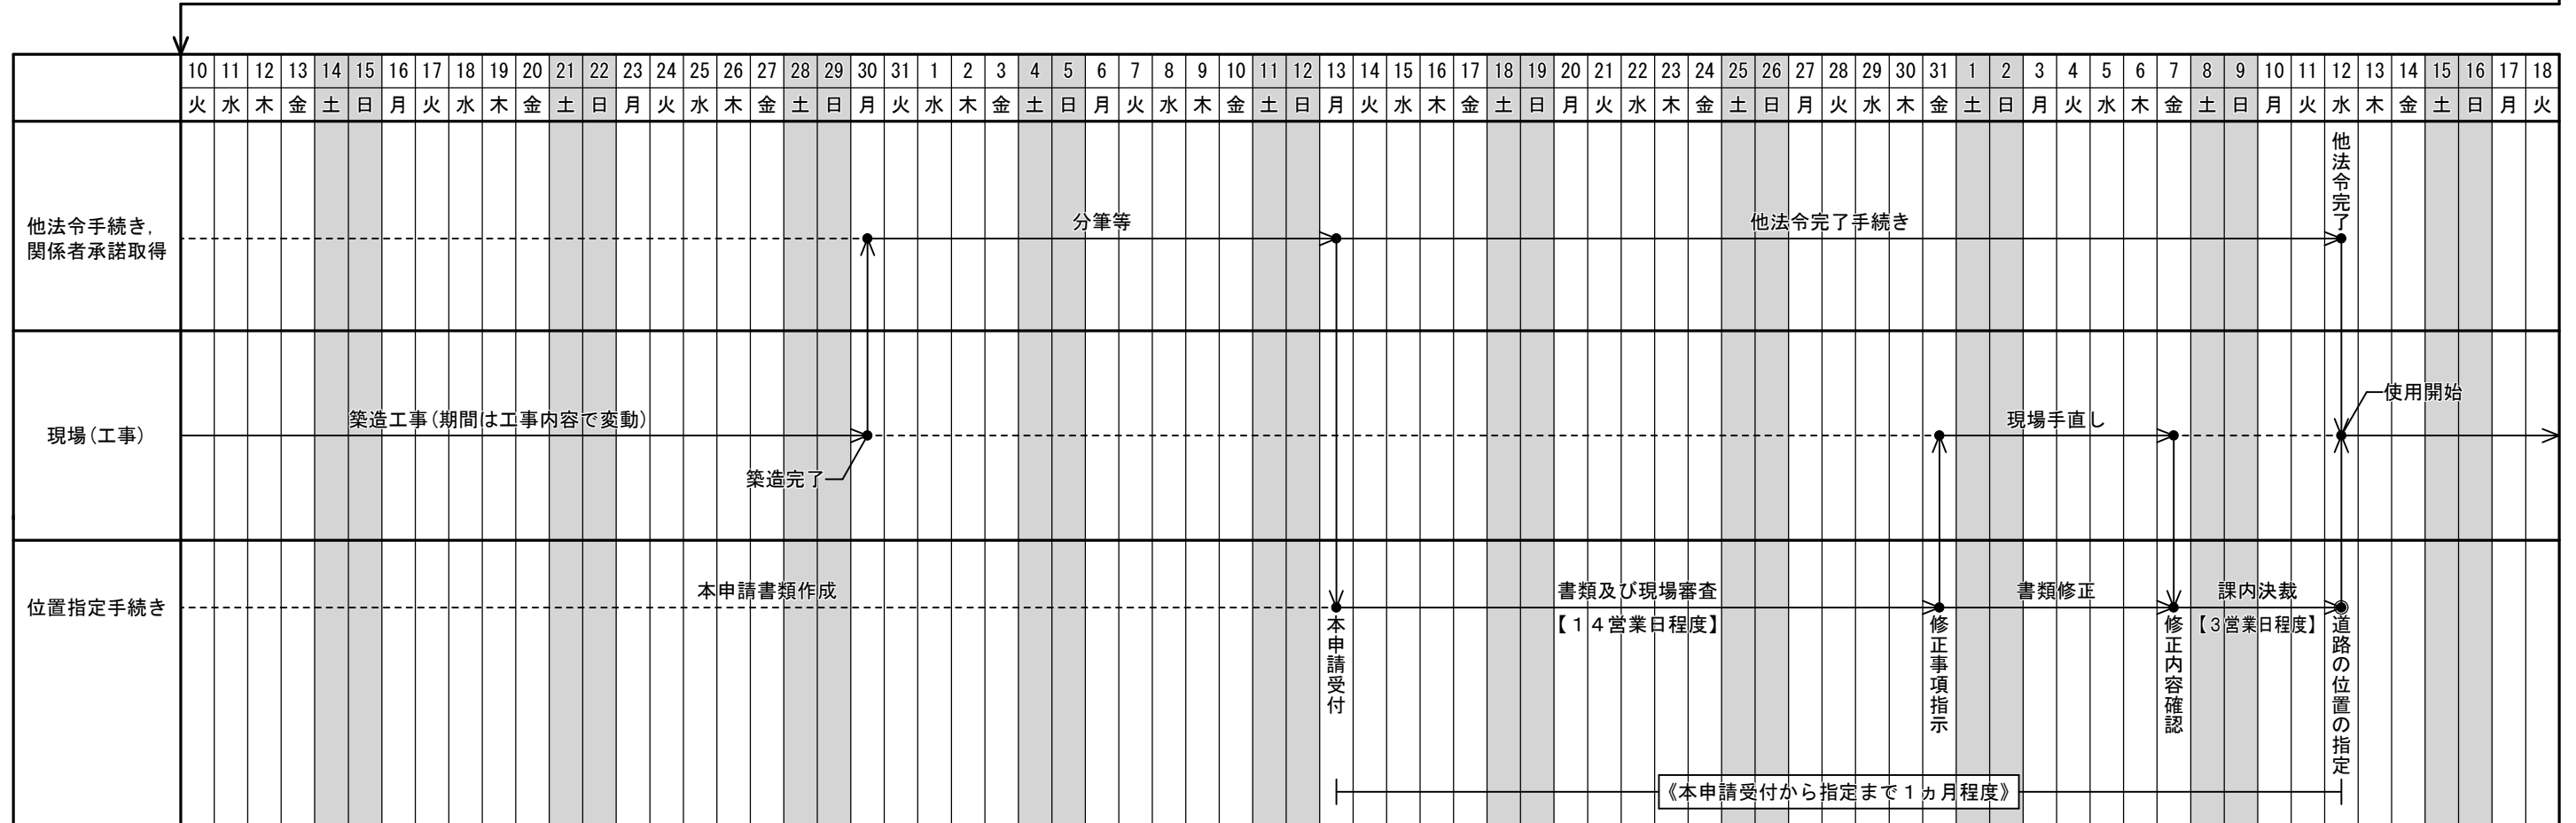 10 11 12 13 14 15 16 17 18 19 20 21 22 23 24 25 26 27 28 29 30 31 1 2 3 4 5 6 7 8 9 10 11 12 13 14 15 16 17 18 19 20 21 22 23 24 25 26 27 28 29 30 31 1 2 3 4 5 6 7 8 9 10 11 12 13 14 15 16 17 18
火 水 木 金 土 日 月 火 水 木 金 土 日 月 火 水 木 金 土 日 月 火 水 木 金 土 日 月 火 水 木 金 土 日 月 火 水 木 金 土 日 月 火 水 木 金 土 日 月 火 水 木 金 土 日 月 火 水 木 金 土 日 月 火 水 木 金 土 日 月 火
他法令手続き,
関係者承諾取得
分筆等
他法令完了手続き
他法令完了
現場(工事)
築造工事(期間は工事内容で変動)
築造完了
現場手直し
使用開始
位置指定手続き
本申請書類作成
本申請受付
書類及び現場審査
【１４営業日程度】
修正事項指示
書類修正
修正内容確認
課内決裁
【3営業日程度】
道路の位置の指定
《本申請受付から指定まで１ヵ月程度》